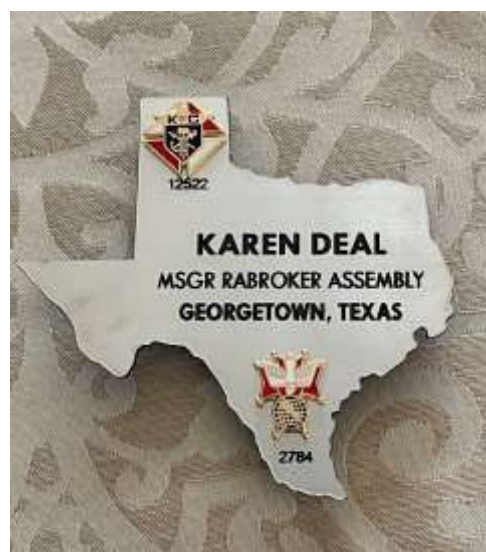 K C
12522
KAREN DEAL
MSGR RABROKER ASSEMBLY
GEORGETOWN, TEXAS
2784